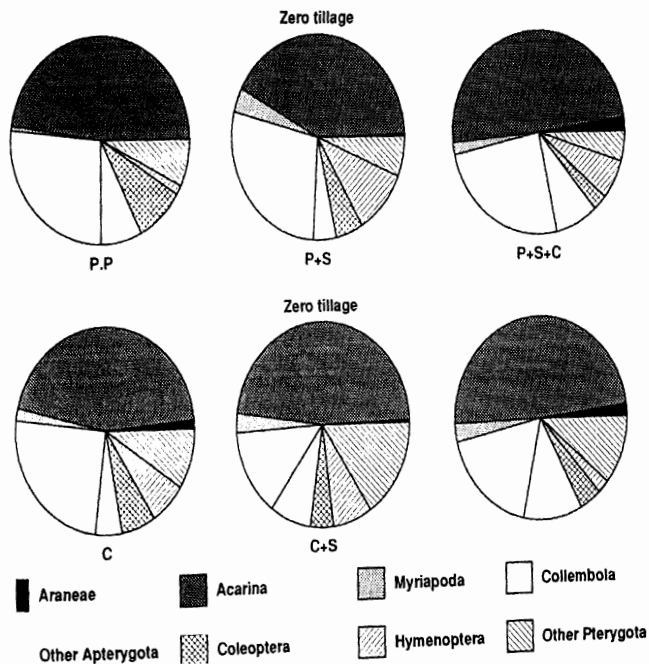 Zero tillage
P.P
P+S
P+S+C
Zero tillage
C
C+S
Araneae
Acarina
Myriapoda
Collembola
Other Apterygota
Coleoptera
Hymenoptera
Other Pterygota